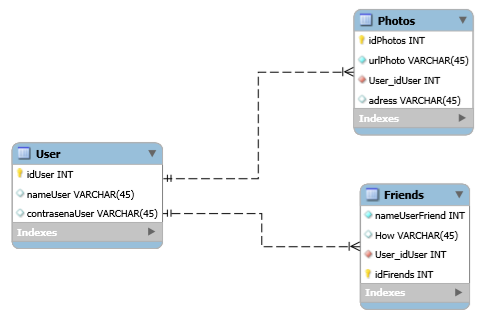 Photos
idPhotos INT
urlPhoto VARCHAR(45)
User_idUser INT
adress VARCHAR(45)
Indexes
User
idUser INT
nameUser VARCHAR(45)
contrasenaUser VARCHAR(45)
Indexes
Friends
nameUserFriend INT
How VARCHAR(45)
User_idUser INT
idFirends INT
Indexes